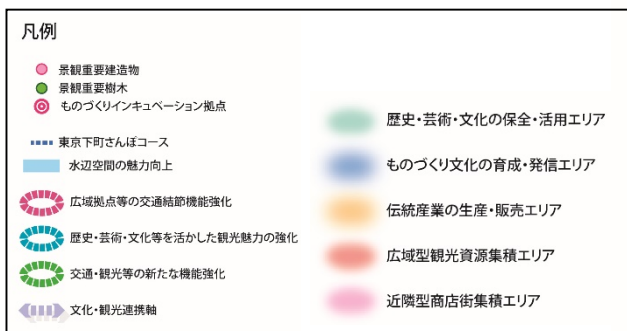 凡例
景観重要建造物
景観重要樹木
ものづくりインキュベーション拠点
東京下町さんぽコース
水辺空間の魅力向上
広域拠点等の交通結節機能強化
歴史・芸術・文化等を活かした観光魅力の強化
交通・観光等の新たな機能強化
文化・観光連携軸
歴史・芸術・文化の保全・活用エリア
ものづくり文化の育成・発信エリア
伝統産業の生産・販売エリア
広域型観光資源集積エリア
近隣型商店街集積エリア